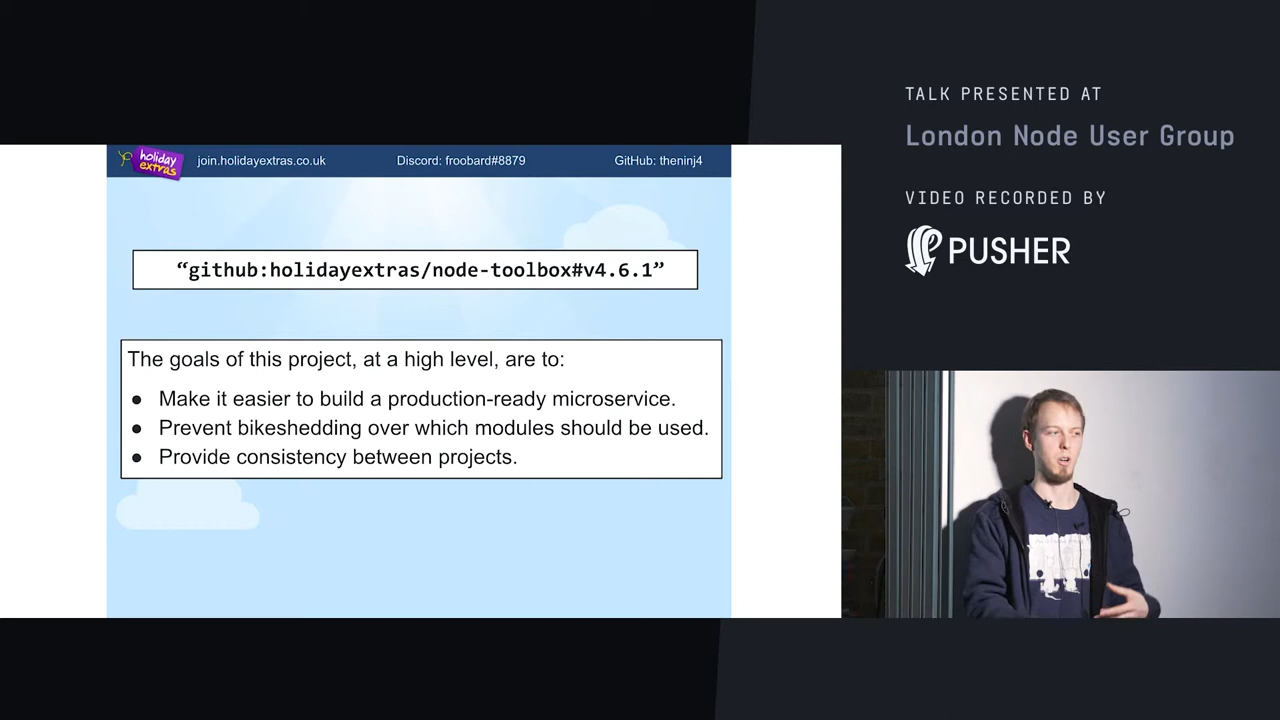 holiday
extras
join.holidayextras.co.uk
Discord: froobard#8879
GitHub: theninj4
“github:holidayextras/node-toolbox#v4.6.1”
The goals of this project, at a high level, are to:
● Make it easier to build a production-ready microservice.
● Prevent bikeshedding over which modules should be used.
● Provide consistency between projects.
TALK PRESENTED AT
London Node User Group
VIDEO RECORDED BY
PUSHER